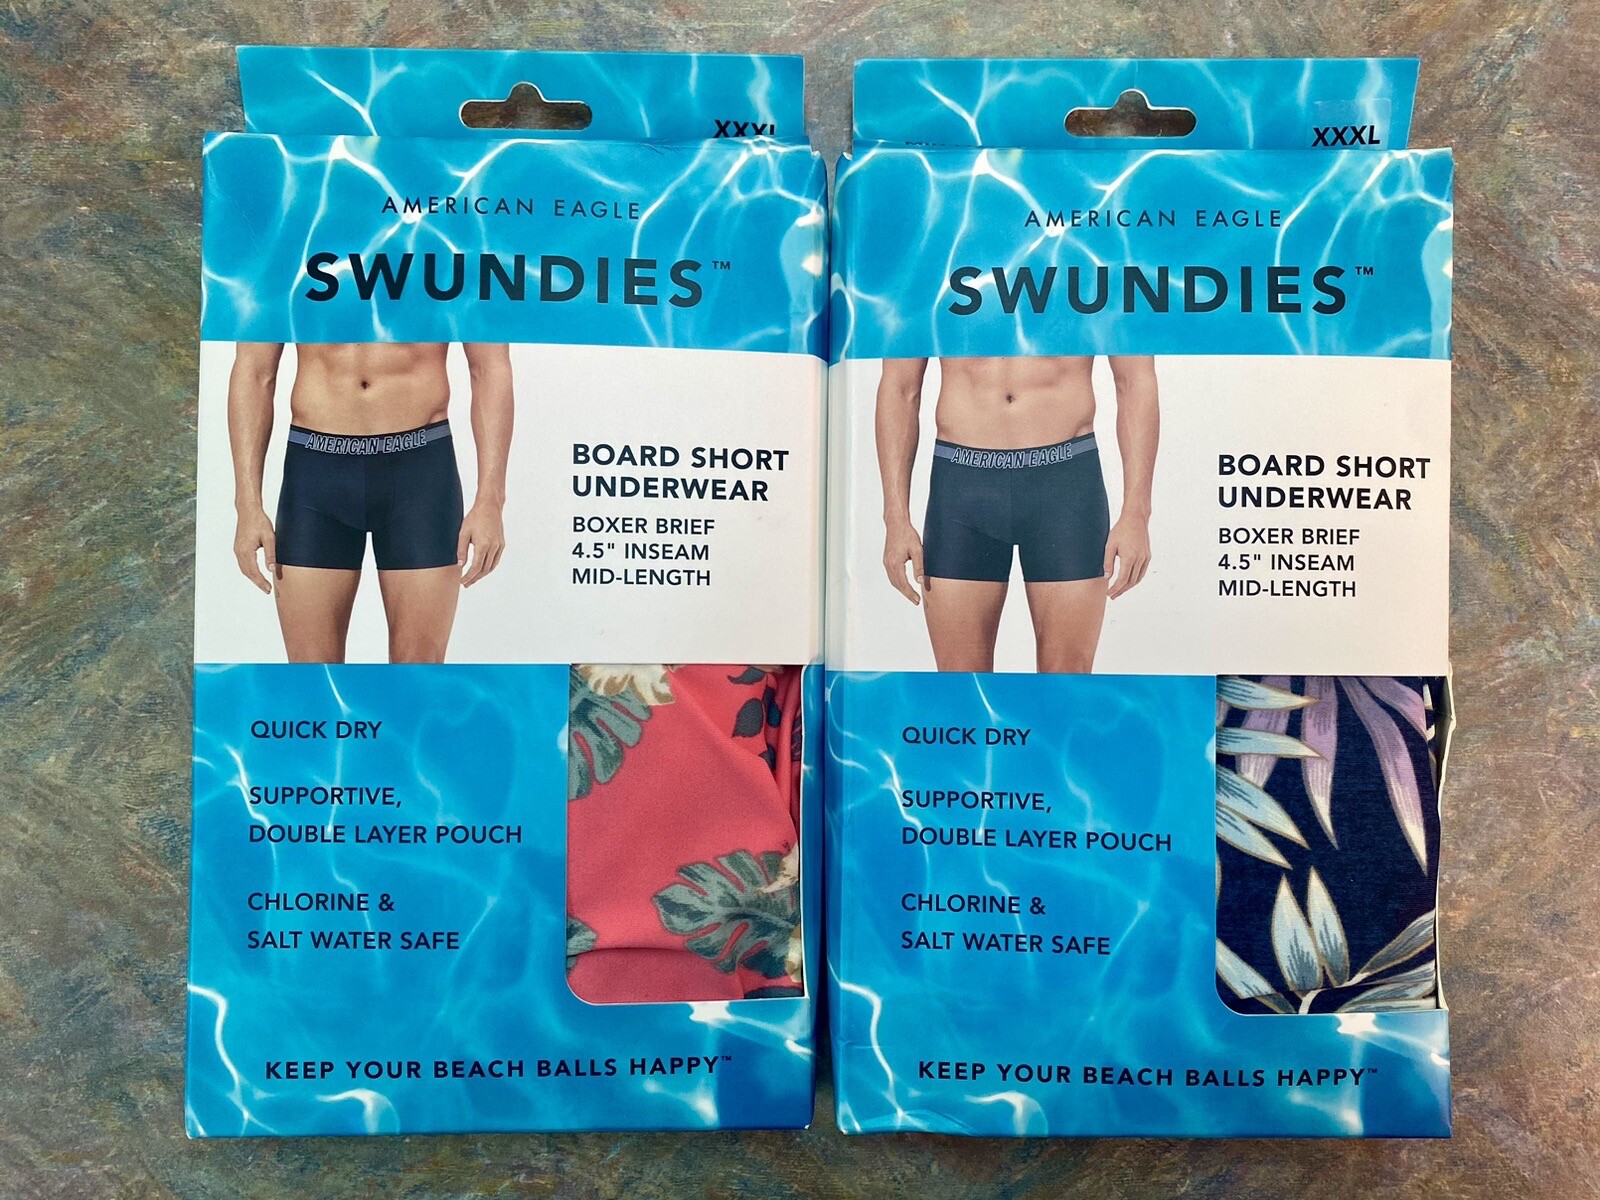 XXXL
AMERICAN EAGLE
SWUNDIES™
AMERICAN EAGLE
BOARD SHORT
UNDERWEAR
BOXER BRIEF
4.5" INSEAM
MID-LENGTH
QUICK DRY
SUPPORTIVE,
DOUBLE LAYER POUCH
CHLORINE &
SALT WATER SAFE
KEEP YOUR BEACH BALLS HAPPY™
XXXL
AMERICAN EAGLE
SWUNDIES™
AMERICAN EAGLE
BOARD SHORT
UNDERWEAR
BOXER BRIEF
4.5" INSEAM
MID-LENGTH
QUICK DRY
SUPPORTIVE,
DOUBLE LAYER POUCH
CHLORINE &
SALT WATER SAFE
KEEP YOUR BEACH BALLS HAPPY™